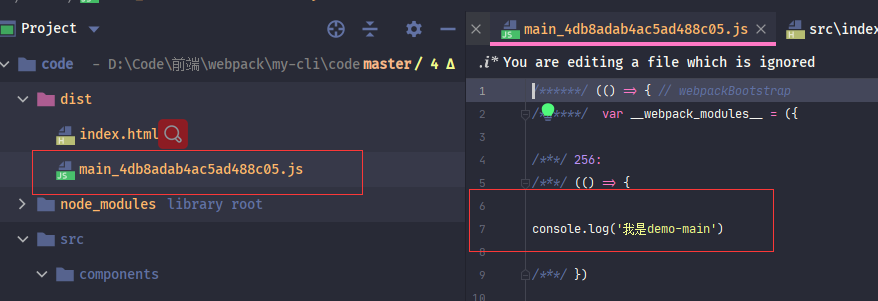 Project
code – D:\Code\前端\webpack\my-cli\code master / 4 Δ
dist
index.html
main_4db8adab4ac5ad488c05.js
node_modules library root
src
components
main_4db8adab4ac5ad488c05.js
src\index
.i* You are editing a file which is ignored
1 /******/ (() => { // webpackBootstrap
2 /******/ var __webpack_modules__ = ({
3
4 /***/ 256:
5 /***/ (() => {
6
7 console.log('我是demo-main')
8
9 /***/ })
10